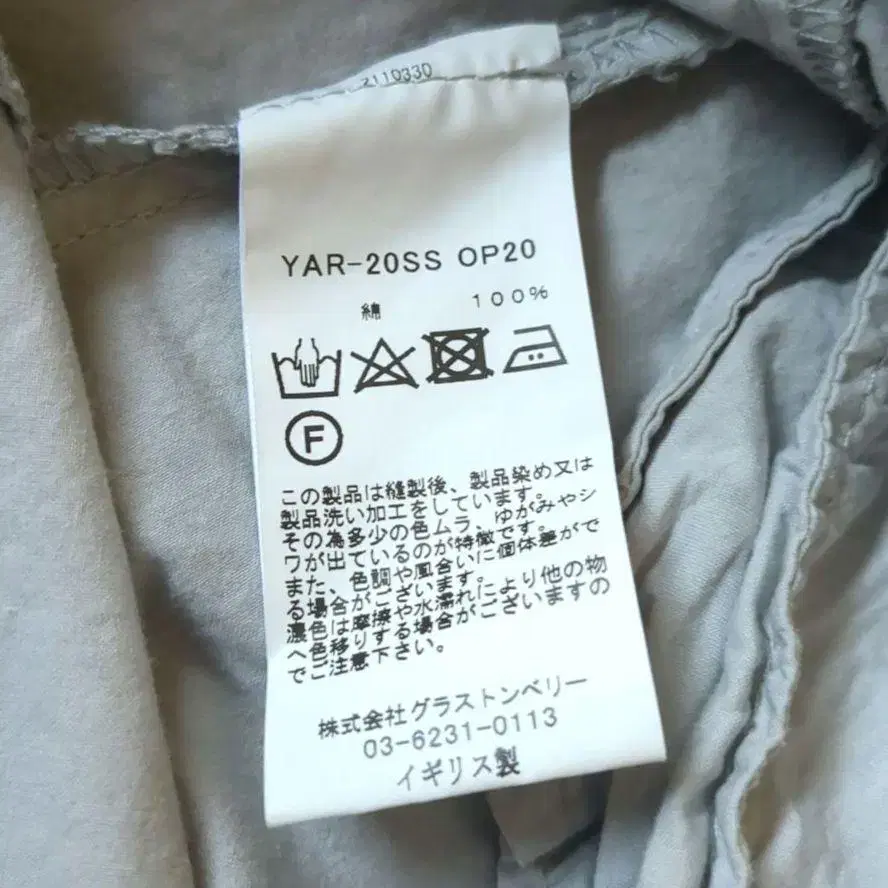 2110330
YAR-20SS OP20
綿 100%
F
この製品は縫製後、製品染め又は
製品洗い加工をしています。
その為多少の色ムラ、ゆがみやシ
ワが出ているのが特徴です。
また、色調や風合いに個体差がで
る場合がございます。
濃色は摩擦や水濡れにより他の物
へ色移りする場合がございますの
でご注意下さい。
株式会社グラストンベリー
03-6231-0113
イギリス製